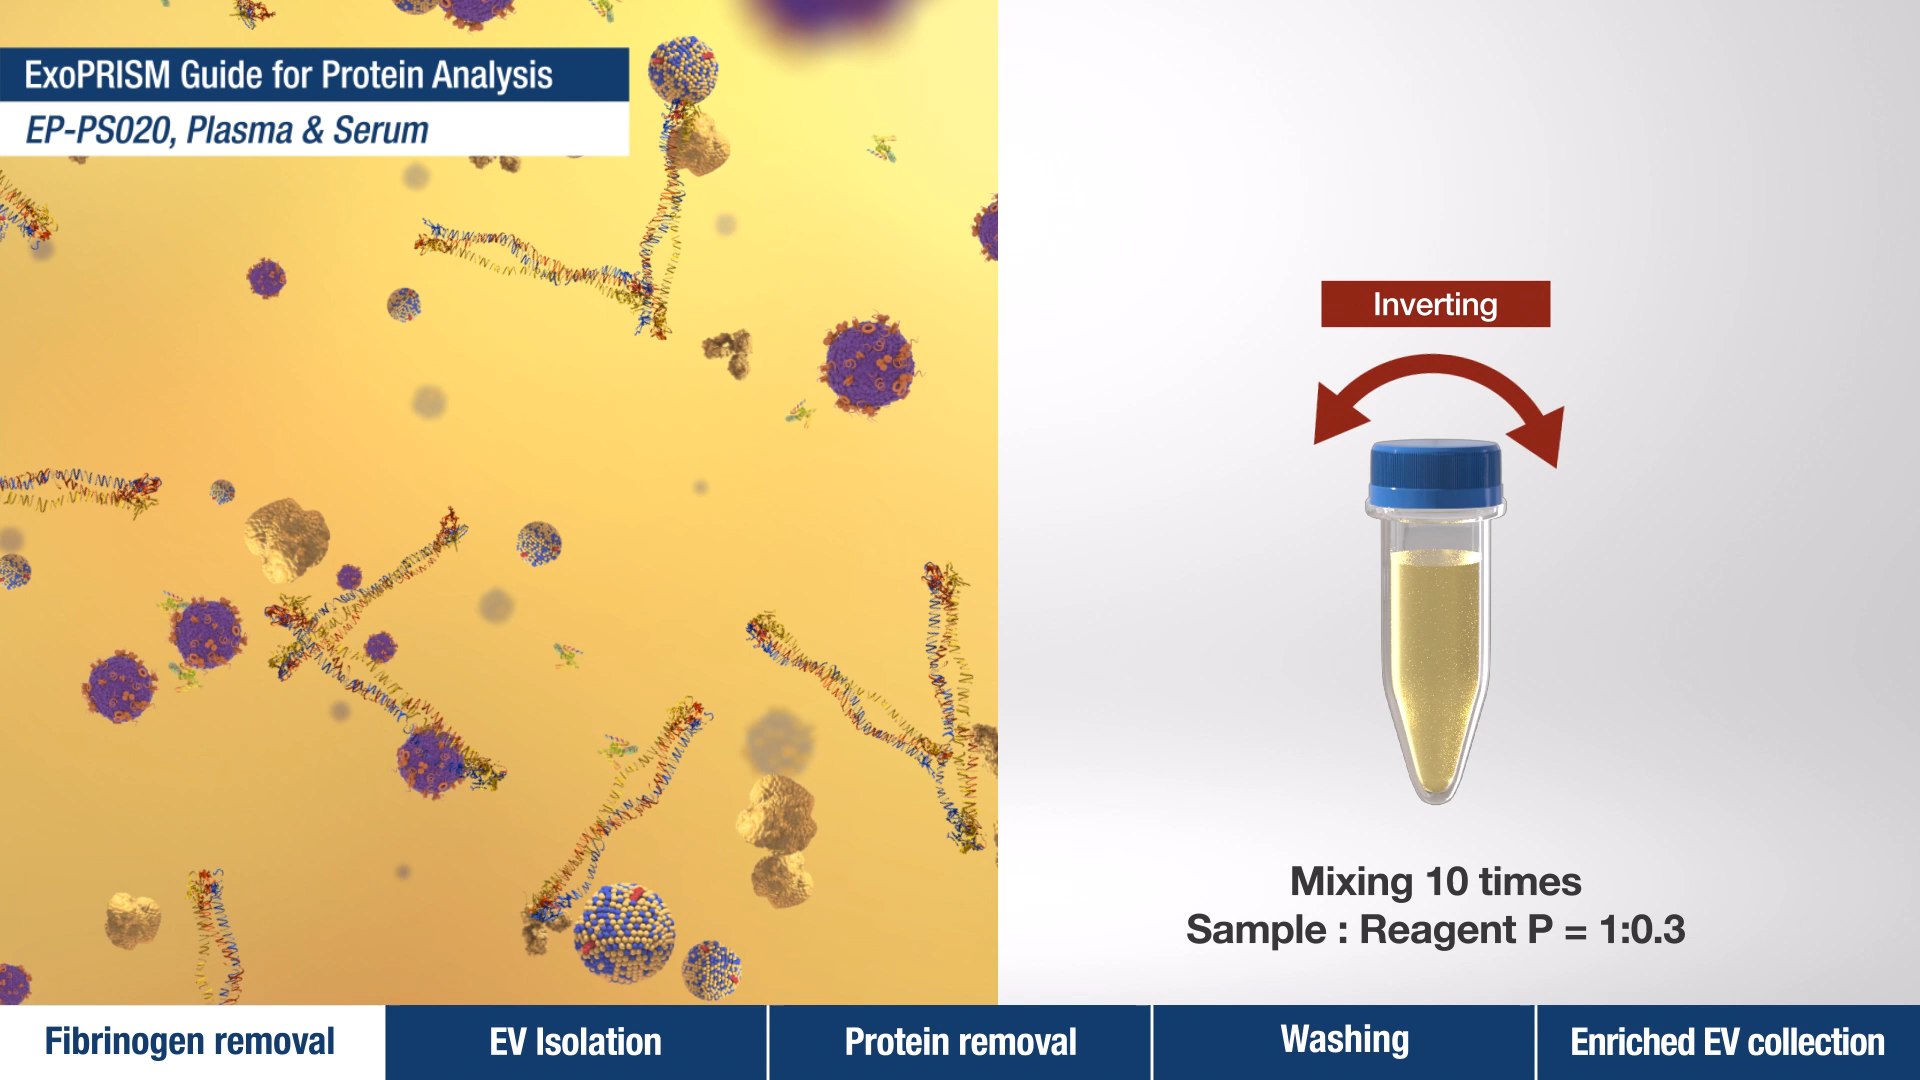 ExoPRISM Guide for Protein Analysis
EP-PS020, Plasma & Serum
Inverting
Mixing 10 times
Sample : Reagent P = 1:0.3
Fibrinogen removal
EV Isolation
Protein removal
Washing
Enriched EV collection